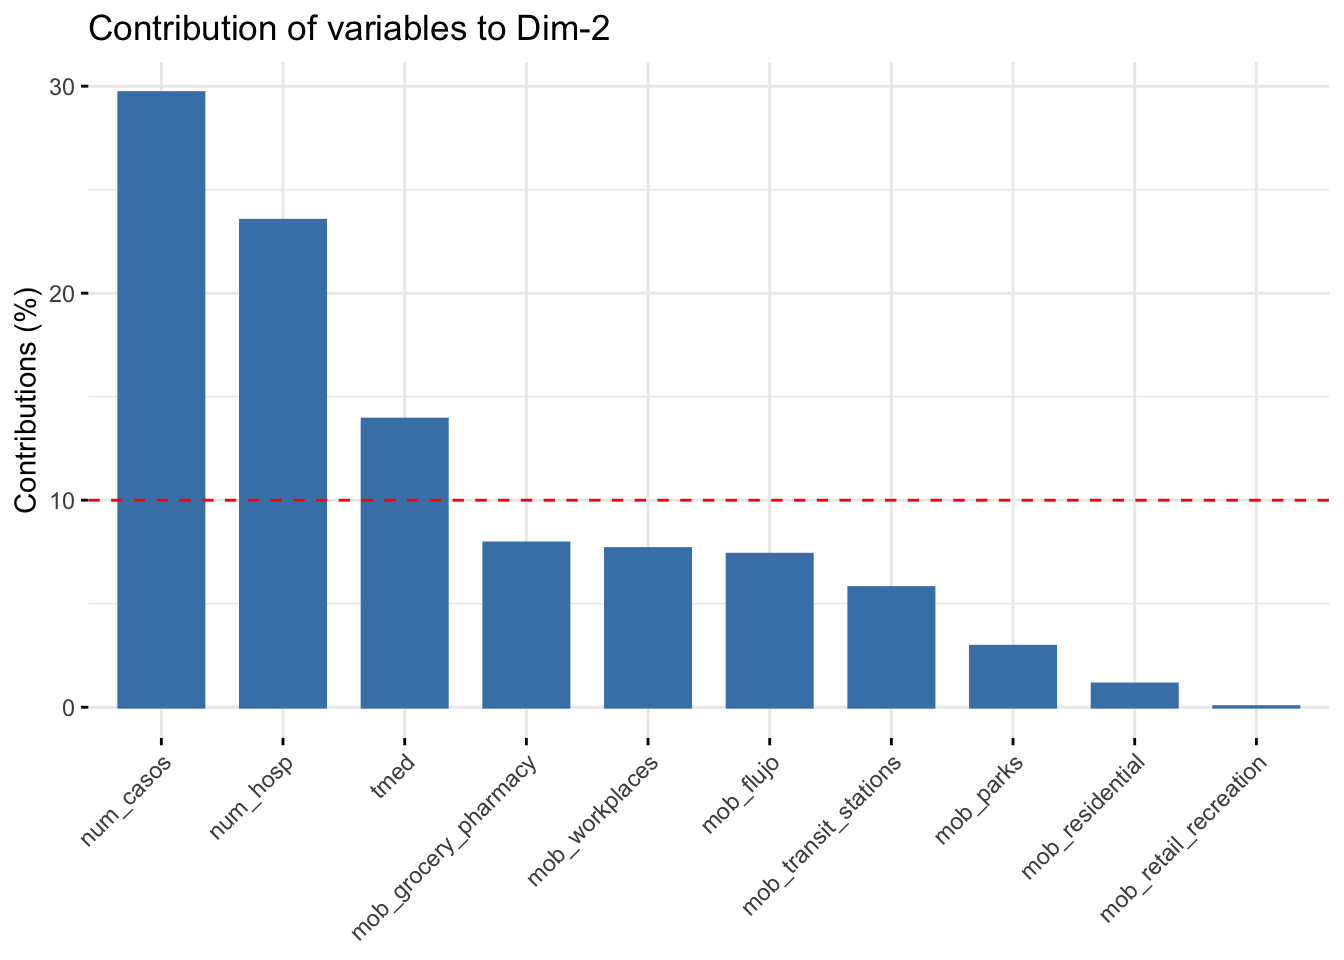 Contribution of variables to Dim-2
Contributions (%)
30
20
10
0
num_casos
num_hosp
tmed
mob_grocery_pharmacy
mob_workplaces
mob_flujo
mob_transit_stations
mob_parks
mob_residential
mob_retail_recreation